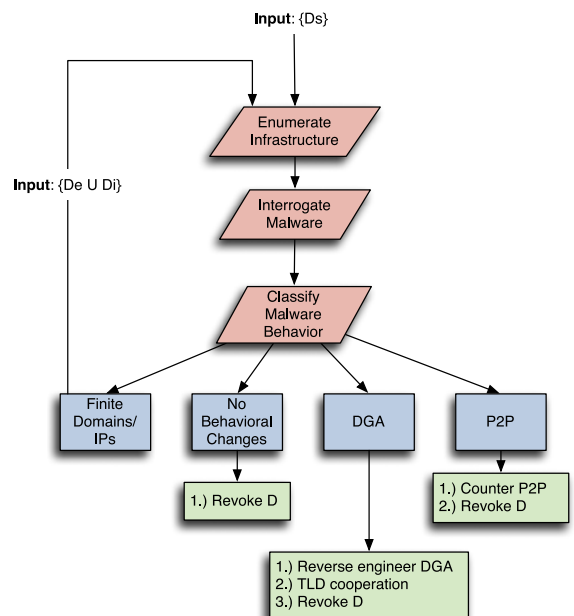 Input: {Ds}
Enumerate
Infrastructure
Input: {De U Di}
Interrogate
Malware
Classify
Malware
Behavior
Finite
Domains/
IPs
No
Behavioral
Changes
DGA
P2P
1.) Revoke D
1.) Counter P2P
2.) Revoke D
1.) Reverse engineer DGA
2.) TLD cooperation
3.) Revoke D